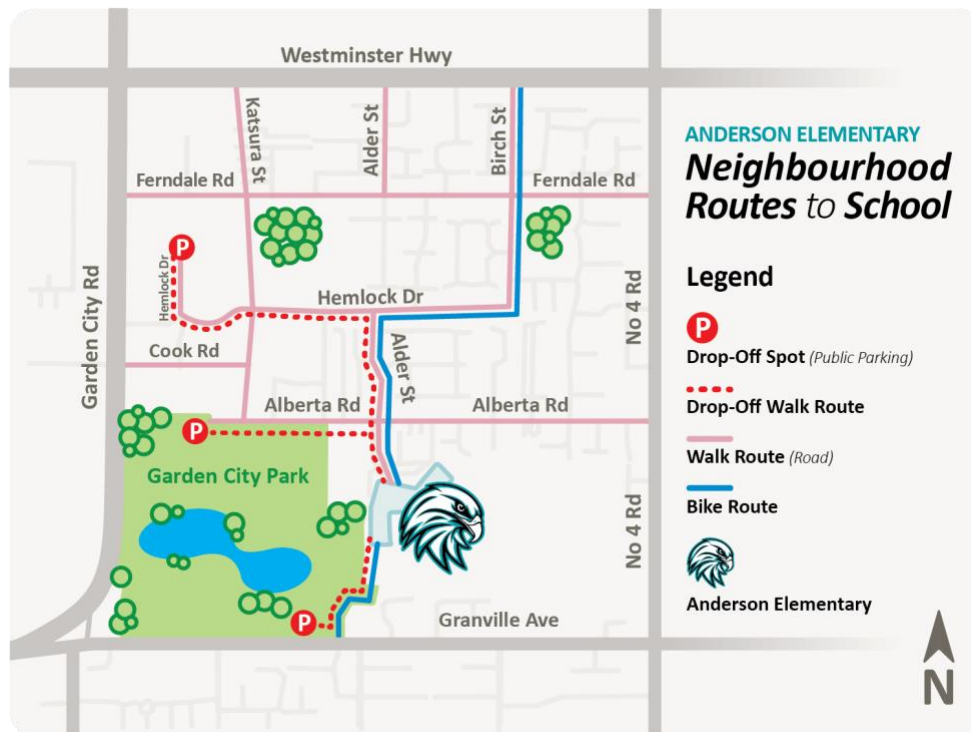 Westminster Hwy
Katsura St
Alder St
Birch St
Ferndale Rd
Ferndale Rd
P
Hemlock Dr
Hemlock Dr
Garden City Rd
No 4 Rd
Cook Rd
Alder St
Alberta Rd
Alberta Rd
P
Garden City Park
No 4 Rd
P
Granville Ave
ANDERSON ELEMENTARY
Neighbourhood
Routes to School
Legend
P
Drop-Off Spot (Public Parking)
Drop-Off Walk Route
Walk Route (Road)
Bike Route
Anderson Elementary
N